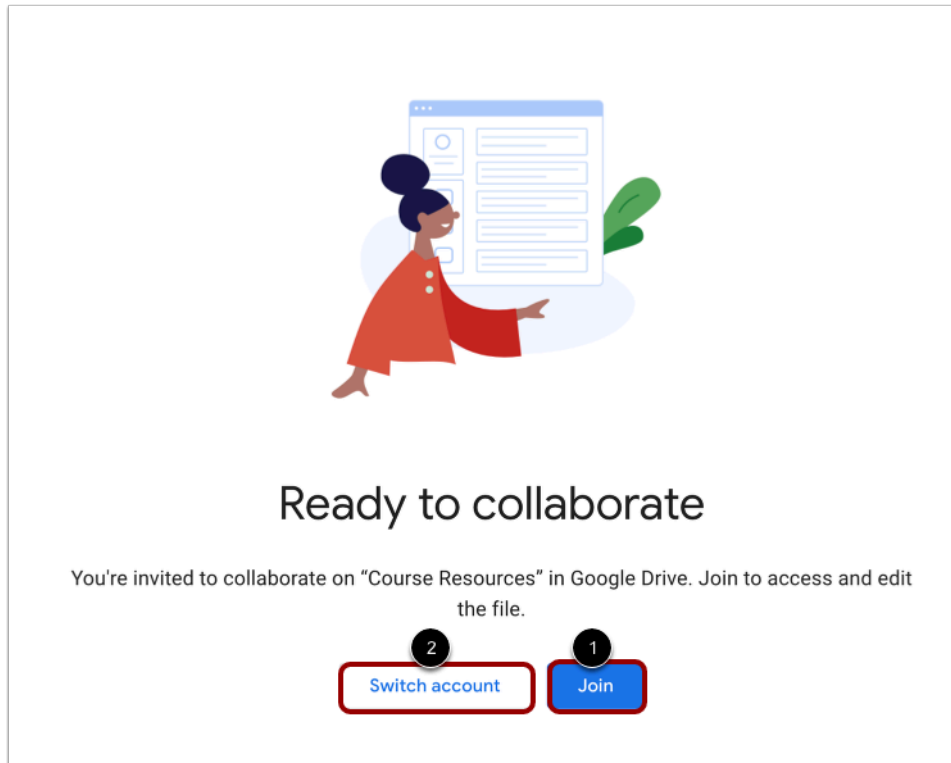 Ready to collaborate
You're invited to collaborate on “Course Resources” in Google Drive. Join to access and edit
the file.
2 1
Switch account Join